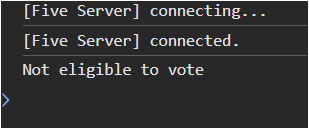 [Five Server] connecting...
[Five Server] connected.
Not eligible to vote
>